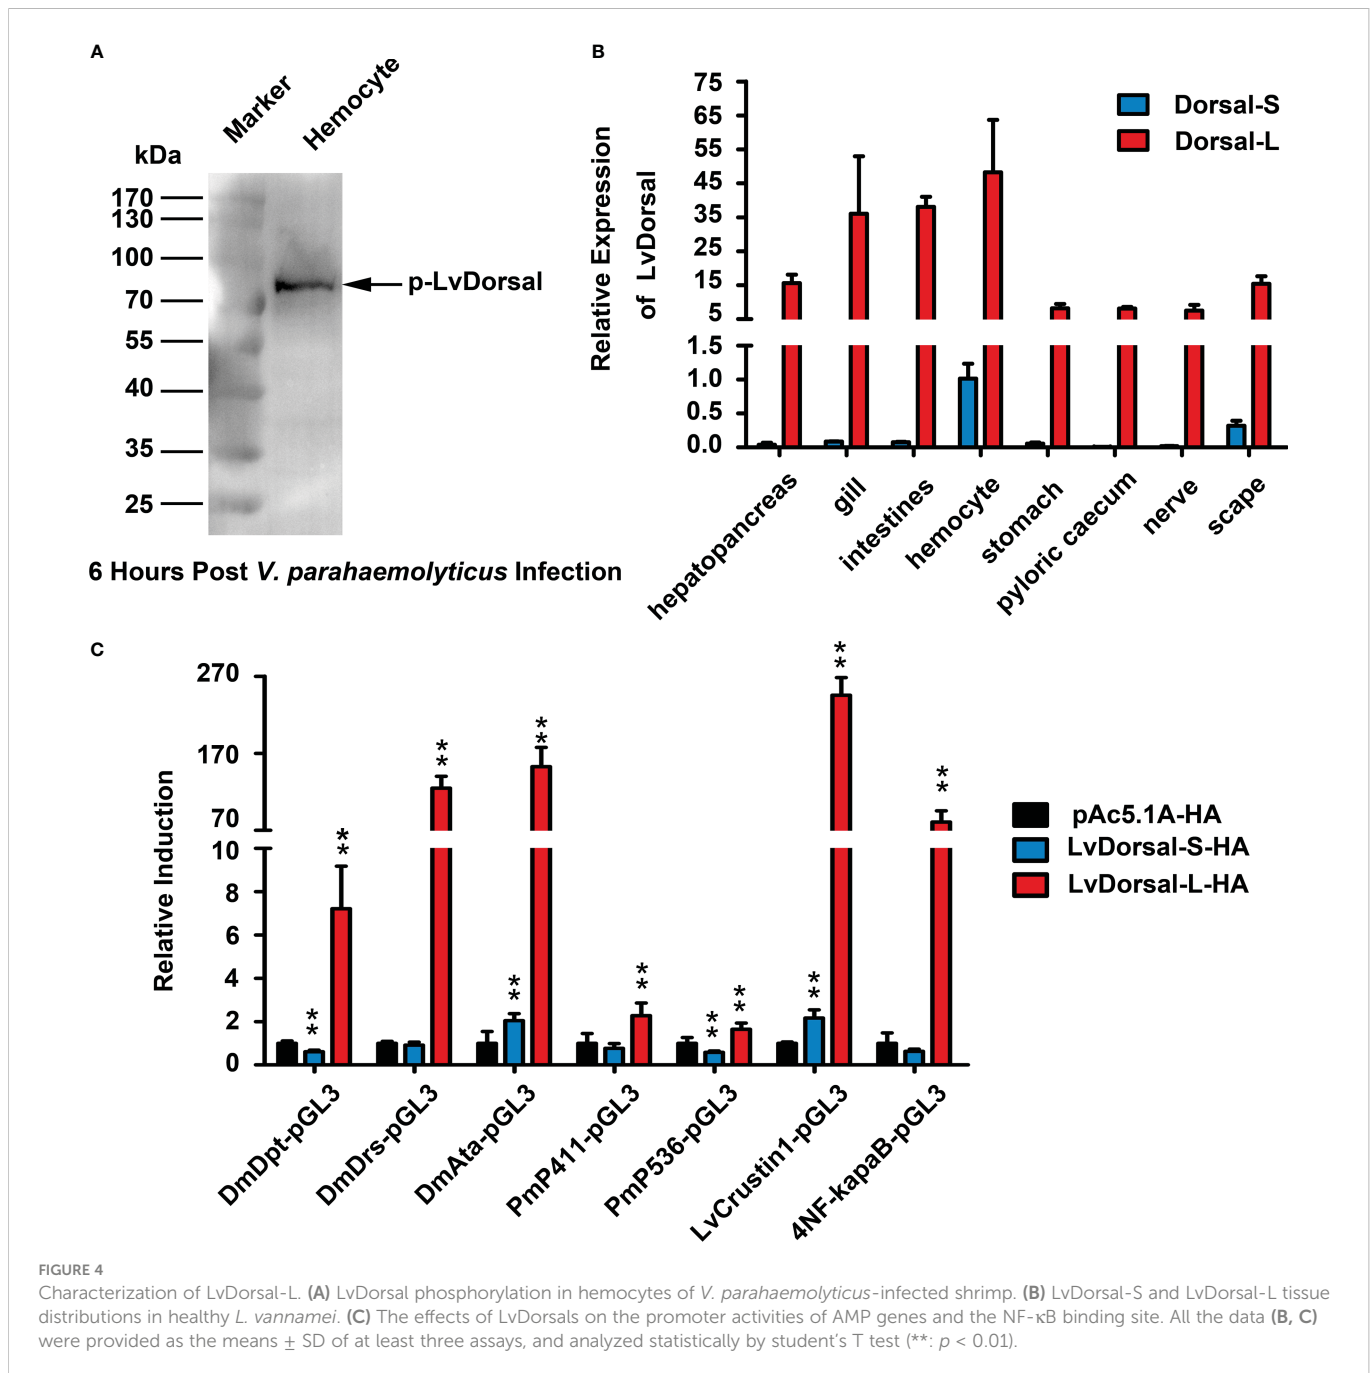 A
Marker
Hemocyte
kDa
170
130
100
70
55
40
35
25
p-LvDorsal
6 Hours Post V. parahaemolyticus Infection
B
Relative Expression
of LvDorsal
75
65
55
45
35
25
15
5
1.5
1.0
0.5
0.0
Dorsal-S
Dorsal-L
hepatopancreas
gill
intestines
hemocyte
stomach
pyloric caecum
nerve
scape
C
Relative Induction
270
170
70
10
8
6
4
2
0
**
**
**
**
**
**
**
**
**
**
**
pAc5.1A-HA
LvDorsal-S-HA
LvDorsal-L-HA
DmDpt-pGL3
DmDrs-pGL3
DmAta-pGL3
PmP411-pGL3
PmP536-pGL3
LvCrustin1-pGL3
4NF-kapaB-pGL3
FIGURE 4
Characterization of LvDorsal-L. (A) LvDorsal phosphorylation in hemocytes of V. parahaemolyticus-infected shrimp. (B) LvDorsal-S and LvDorsal-L tissue
distributions in healthy L. vannamei. (C) The effects of LvDorsals on the promoter activities of AMP genes and the NF-κB binding site. All the data (B, C)
were provided as the means ± SD of at least three assays, and analyzed statistically by student's T test (**: p < 0.01).